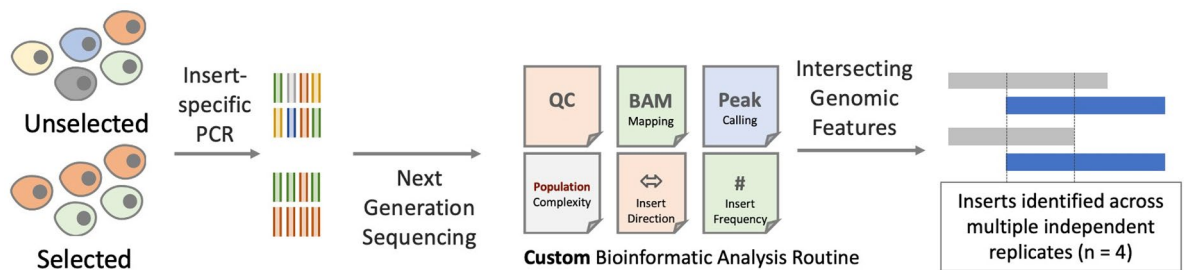 Unselected
Selected
Insert-
specific
PCR
Next
Generation
Sequencing
QC
BAM
Mapping
Peak
Calling
Population
Complexity
⇔
Insert
Direction
#
Insert
Frequency
Custom Bioinformatic Analysis Routine
Intersecting
Genomic
Features
Inserts identified across
multiple independent
replicates (n = 4)